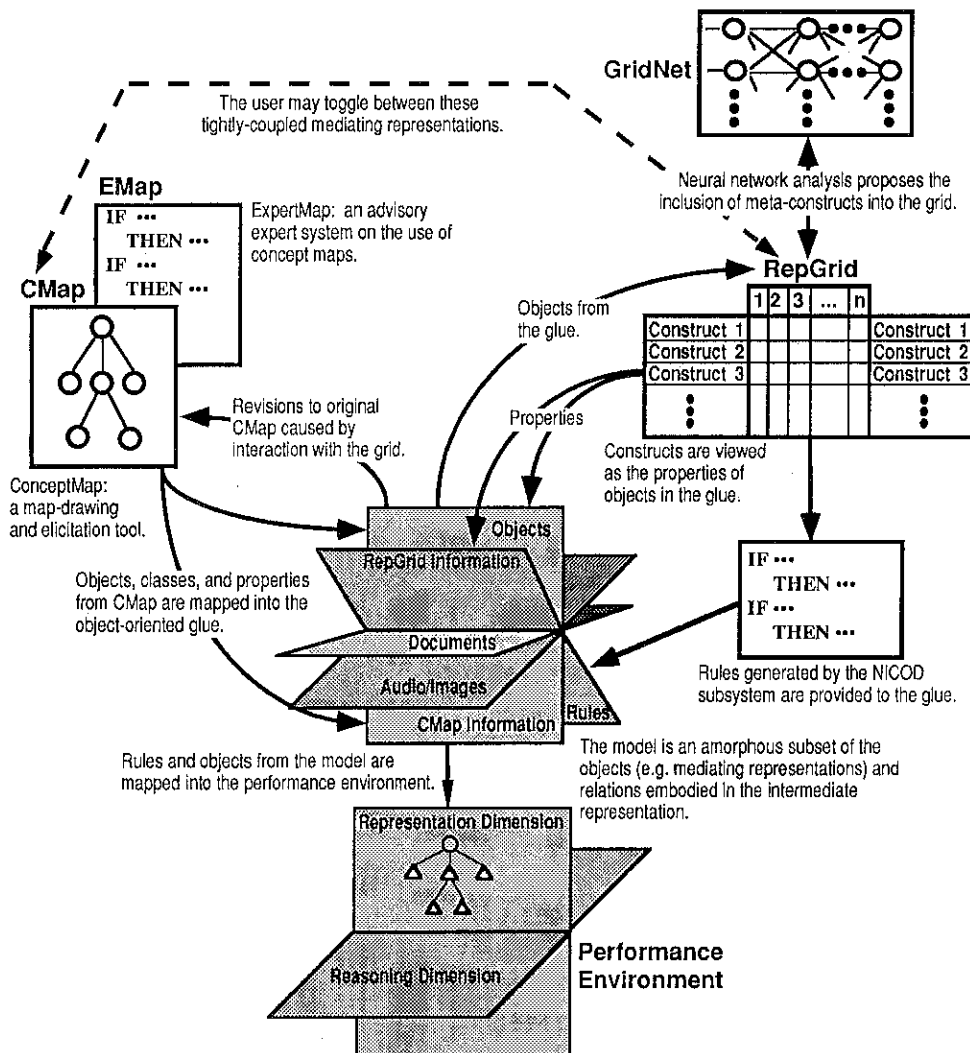 GridNet
The user may toggle between these
tightly-coupled mediating representations.
Neural network analysis proposes the
inclusion of meta-constructs into the grid.
EMap
IF •••
THEN •••
IF •••
THEN •••
ExpertMap: an advisory
expert system on the use of
concept maps.
CMap
RepGrid
1 2 3 ... n
Construct 1 Construct 1
Construct 2 Construct 2
Construct 3 Construct 3
Objects from
the glue.
Properties
Revisions to original
CMap caused by
interaction with the grid.
Constructs are viewed
as the properties of
objects in the glue.
ConceptMap:
a map-drawing
and elicitation tool.
Objects
RepGrid Information
Documents
Audio/Images
CMap Information
Rules
Objects, classes, and properties
from CMap are mapped into the
object-oriented glue.
IF •••
THEN •••
IF •••
THEN •••
Rules generated by the NICOD
subsystem are provided to the glue.
Rules and objects from the model are
mapped into the performance environment.
The model is an amorphous subset of the
objects (e.g. mediating representations) and
relations embodied in the intermediate
representation.
Representation Dimension
Reasoning Dimension
Performance
Environment